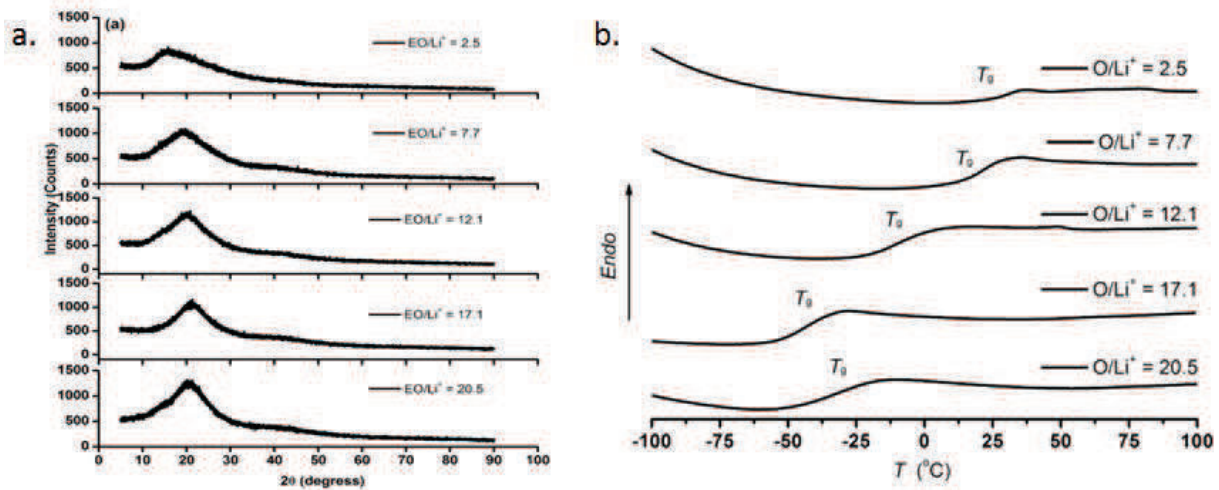 a.
(a)
Intensity (Counts)
1500
1000
500
0
EO/Li⁺ = 2.5
1500
1000
500
0
EO/Li⁺ = 7.7
1500
1000
500
0
EO/Li⁺ = 12.1
1500
1000
500
0
EO/Li⁺ = 17.1
1500
1000
500
0
EO/Li⁺ = 20.5
0 10 20 30 40 50 60 70 80 90 100
2θ (degress)
b.
Endo
Tg
O/Li⁺ = 2.5
Tg
O/Li⁺ = 7.7
Tg
O/Li⁺ = 12.1
Tg
O/Li⁺ = 17.1
Tg
O/Li⁺ = 20.5
-100 -75 -50 -25 0 25 50 75 100
T (°C)